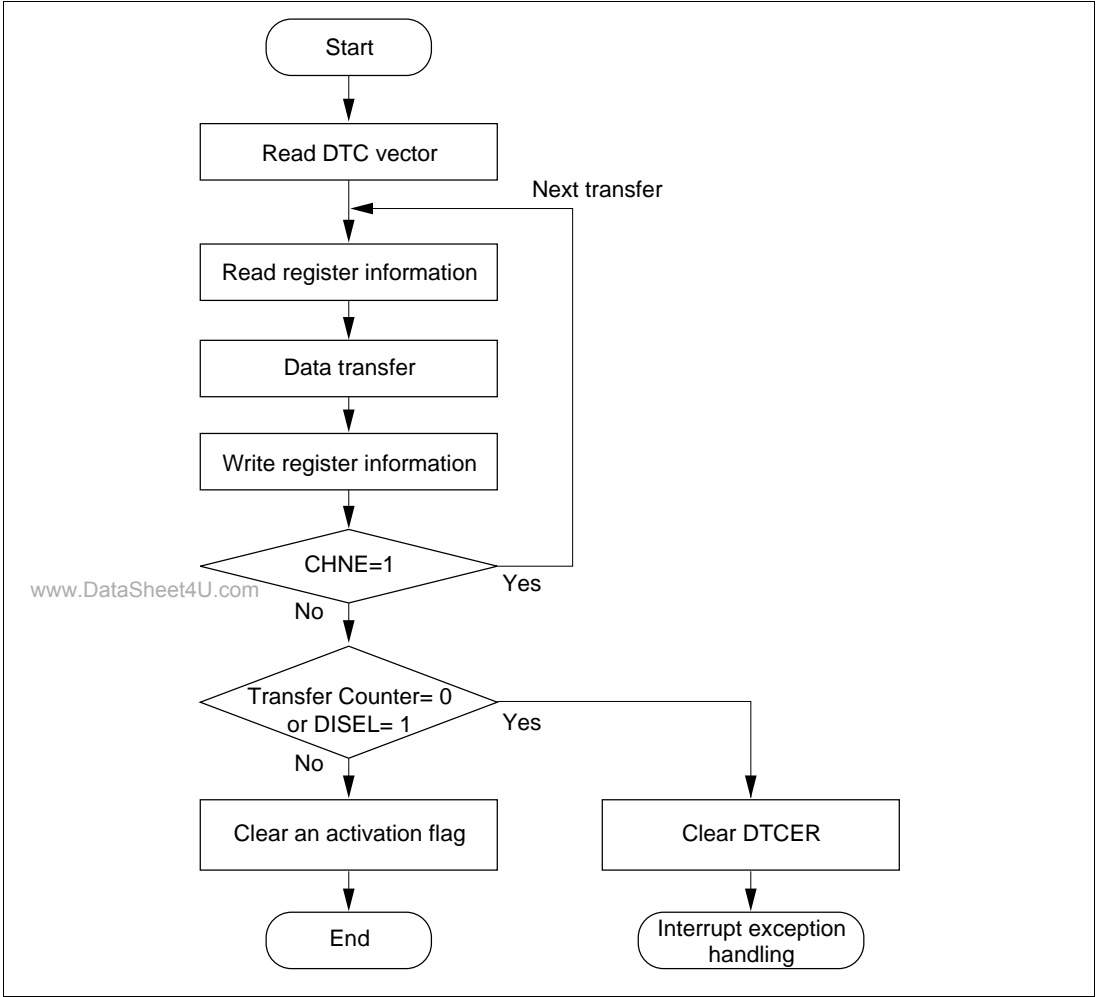 Start
Read DTC vector
Next transfer
Read register information
Data transfer
Write register information
CHNE=1
Yes
www.DataSheet4U.com
No
Transfer Counter= 0
or DISEL= 1
Yes
No
Clear an activation flag
Clear DTCER
End
Interrupt exception
handling